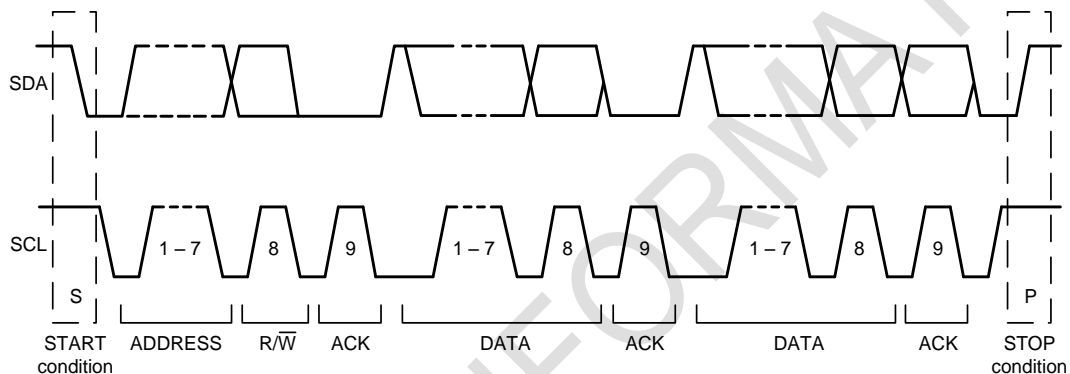 SDA
SCL
1 – 7
8
9
1 – 7
8
9
1 – 7
8
9
S
P
START condition
ADDRESS
R/W̅
ACK
DATA
ACK
DATA
ACK
STOP condition